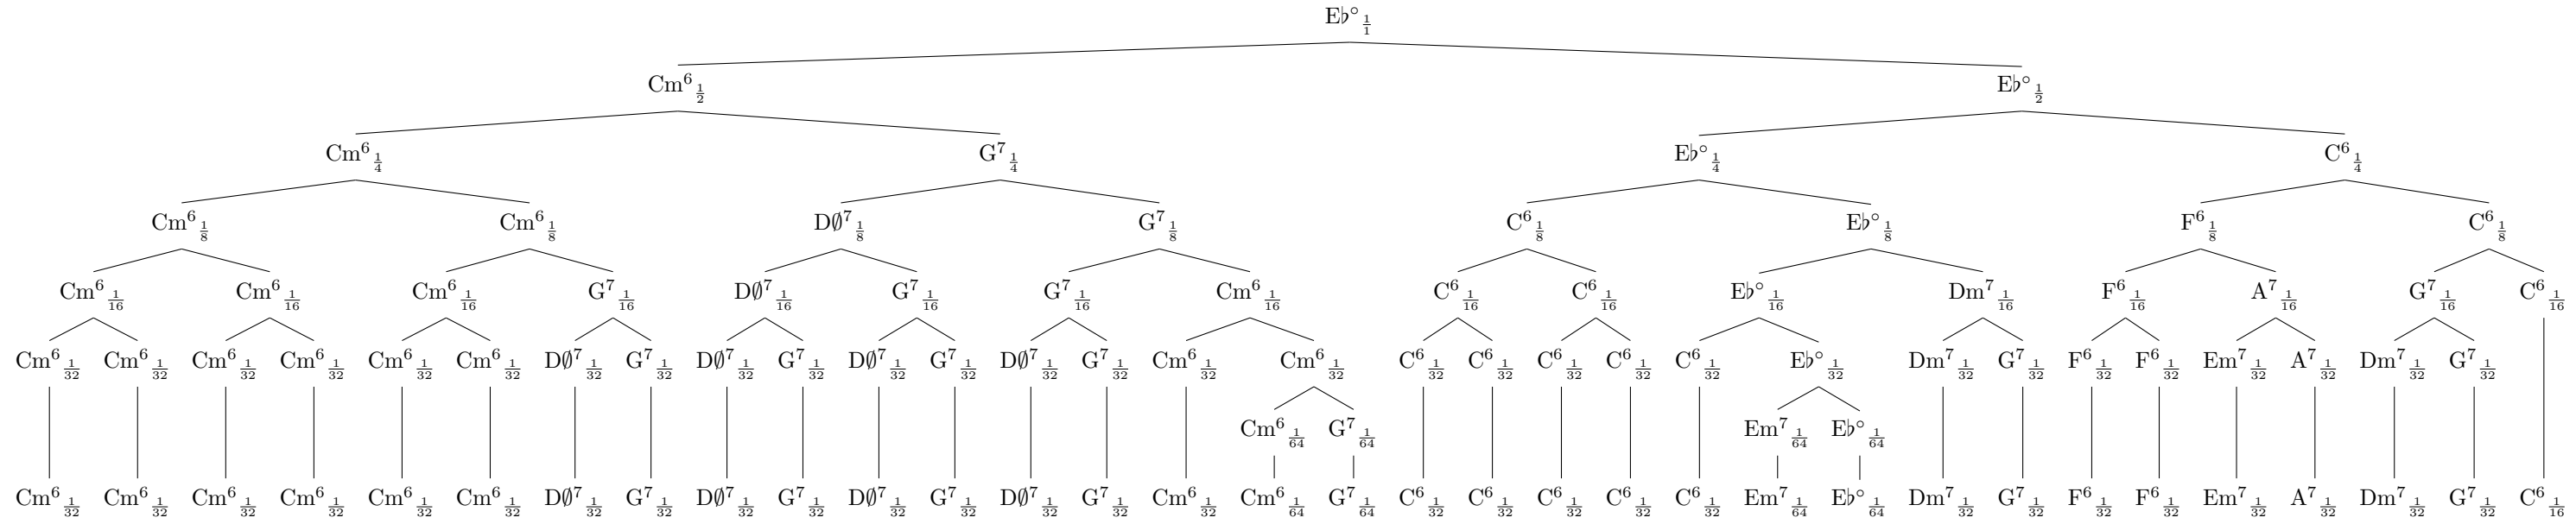 E♭° 1/1
Cm⁶ 1/2 E♭° 1/2
Cm⁶ 1/4 G⁷ 1/4 E♭° 1/4 C⁶ 1/4
Cm⁶ 1/8 Cm⁶ 1/8 D∅⁷ 1/8 G⁷ 1/8 C⁶ 1/8 E♭° 1/8 F⁶ 1/8 C⁶ 1/8
Cm⁶ 1/16 Cm⁶ 1/16 Cm⁶ 1/16 G⁷ 1/16 D∅⁷ 1/16 G⁷ 1/16 G⁷ 1/16 Cm⁶ 1/16 C⁶ 1/16 C⁶ 1/16 E♭° 1/16 Dm⁷ 1/16 F⁶ 1/16 A⁷ 1/16 G⁷ 1/16 C⁶ 1/16
Cm⁶ 1/32 Cm⁶ 1/32 Cm⁶ 1/32 Cm⁶ 1/32 Cm⁶ 1/32 Cm⁶ 1/32 D∅⁷ 1/32 G⁷ 1/32 D∅⁷ 1/32 G⁷ 1/32 D∅⁷ 1/32 G⁷ 1/32 D∅⁷ 1/32 G⁷ 1/32 Cm⁶ 1/32 Cm⁶ 1/32 C⁶ 1/32 C⁶ 1/32 C⁶ 1/32 C⁶ 1/32 C⁶ 1/32 E♭° 1/32 Dm⁷ 1/32 G⁷ 1/32 F⁶ 1/32 F⁶ 1/32 Em⁷ 1/32 A⁷ 1/32 Dm⁷ 1/32 G⁷ 1/32
Cm⁶ 1/64 G⁷ 1/64 Em⁷ 1/64 E♭° 1/64
Cm⁶ 1/32 Cm⁶ 1/32 Cm⁶ 1/32 Cm⁶ 1/32 Cm⁶ 1/32 Cm⁶ 1/32 D∅⁷ 1/32 G⁷ 1/32 D∅⁷ 1/32 G⁷ 1/32 D∅⁷ 1/32 G⁷ 1/32 D∅⁷ 1/32 G⁷ 1/32 Cm⁶ 1/32 Cm⁶ 1/64 G⁷ 1/64 C⁶ 1/32 C⁶ 1/32 C⁶ 1/32 C⁶ 1/32 C⁶ 1/32 Em⁷ 1/64 E♭° 1/64 Dm⁷ 1/32 G⁷ 1/32 F⁶ 1/32 F⁶ 1/32 Em⁷ 1/32 A⁷ 1/32 Dm⁷ 1/32 G⁷ 1/32 C⁶ 1/16